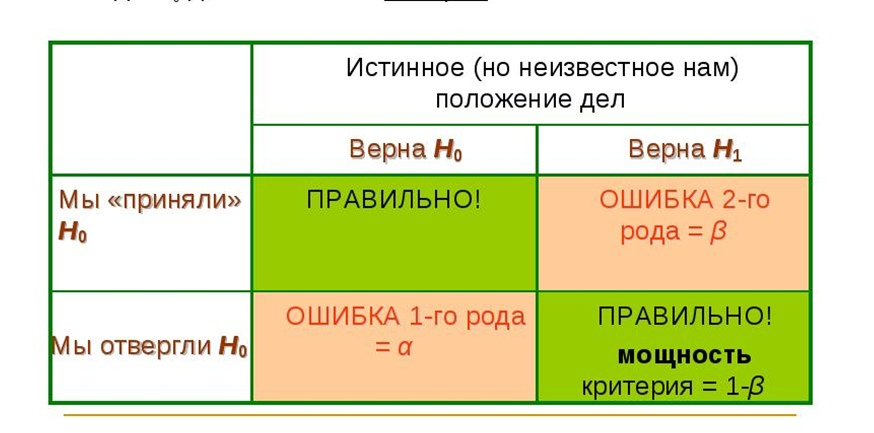 Истинное (но неизвестное нам)
положение дел
Верна H₀
Верна H₁
Мы «приняли»
H₀
ПРАВИЛЬНО!
ОШИБКА 2-го
рода = β
Мы отвергли H₀
ОШИБКА 1-го рода
= α
ПРАВИЛЬНО!
мощность
критерия = 1-β